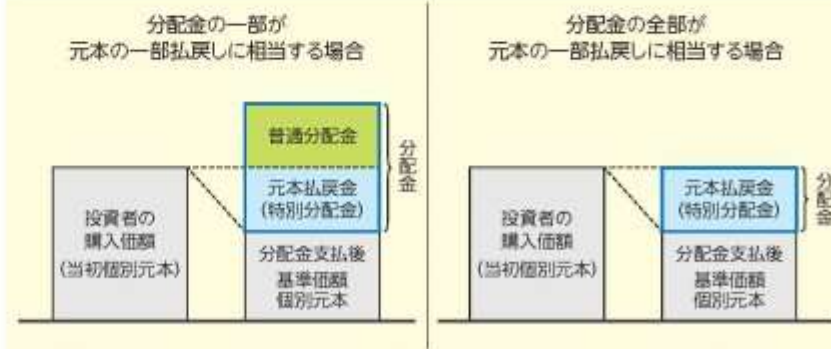 分配金の一部が
元本の一部払戻しに相当する場合
普通分配金
元本払戻金
(特別分配金)
分配金
投資者の
購入価額
(当初個別元本)
分配金支払後
基準価額
個別元本
分配金の全部が
元本の一部払戻しに相当する場合
元本払戻金
(特別分配金)
分配金
投資者の
購入価額
(当初個別元本)
分配金支払後
基準価額
個別元本